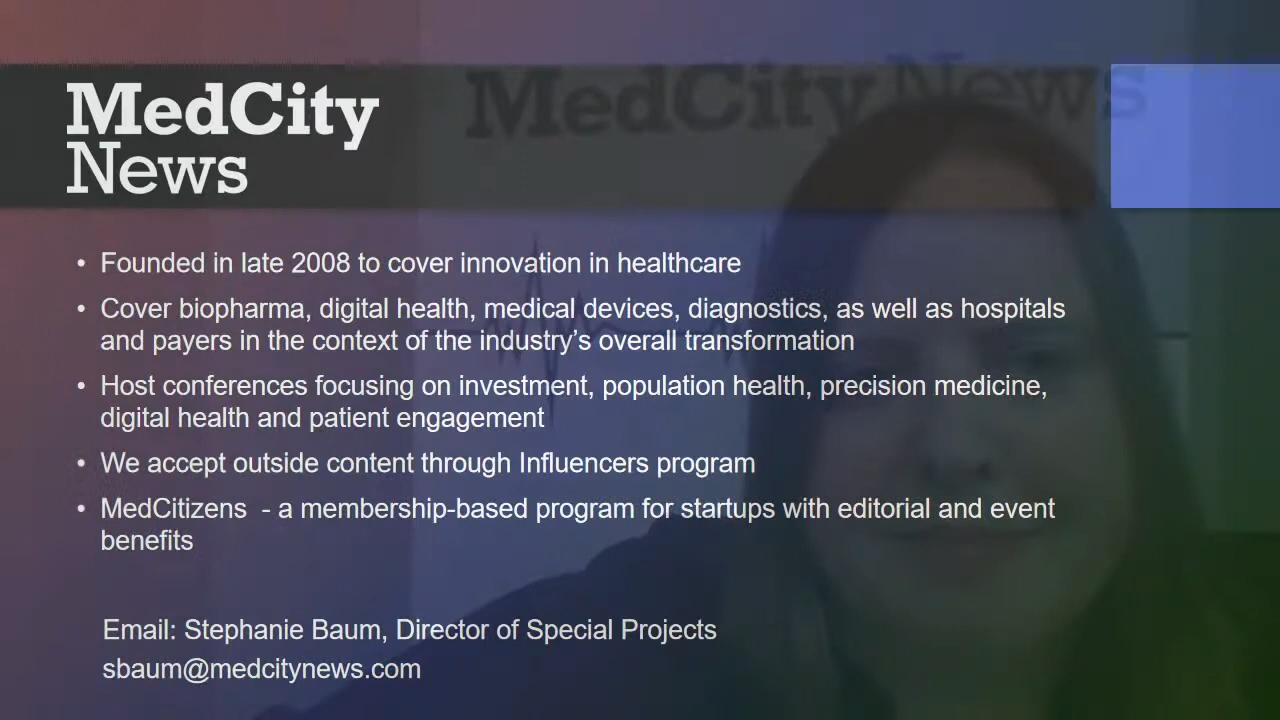 MedCity News
MedCity
News
• Founded in late 2008 to cover innovation in healthcare
• Cover biopharma, digital health, medical devices, diagnostics, as well as hospitals
and payers in the context of the industry’s overall transformation
• Host conferences focusing on investment, population health, precision medicine,
digital health and patient engagement
• We accept outside content through Influencers program
• MedCitizens - a membership-based program for startups with editorial and event
benefits
Email: Stephanie Baum, Director of Special Projects
sbaum@medcitynews.com